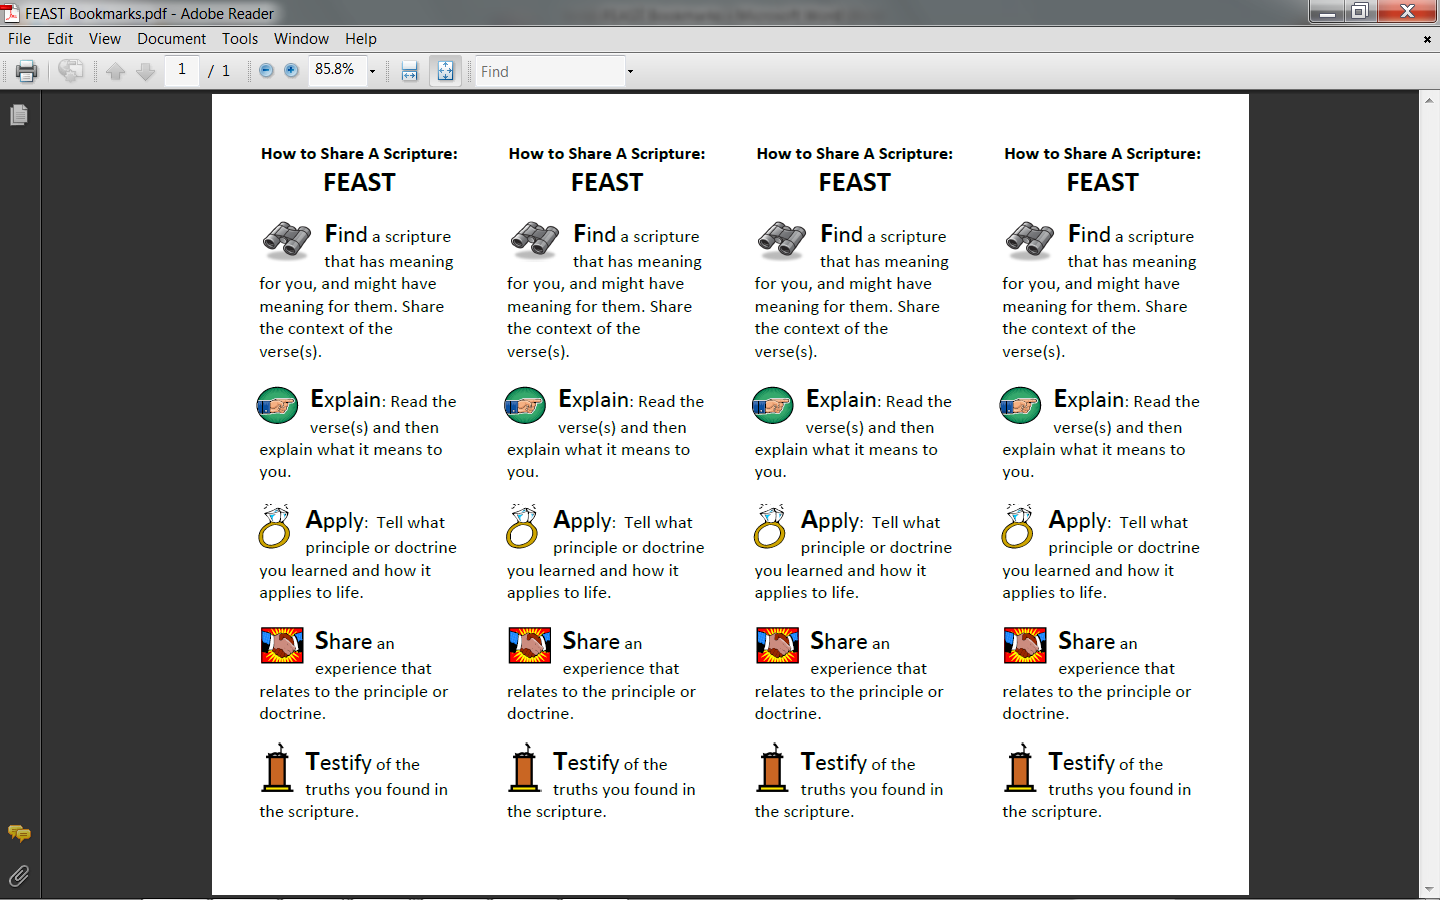 FEAST Bookmarks.pdf - Adobe Reader
File Edit View Document Tools Window Help
1 / 1 85.8% Find
How to Share A Scripture:
FEAST
Find a scripture
that has meaning
for you, and might have
meaning for them. Share
the context of the
verse(s).
Explain: Read the
verse(s) and then
explain what it means to
you.
Apply:  Tell what
principle or doctrine
you learned and how it
applies to life.
Share an
experience that
relates to the principle or
doctrine.
Testify of the
truths you found in
the scripture.
How to Share A Scripture:
FEAST
Find a scripture
that has meaning
for you, and might have
meaning for them. Share
the context of the
verse(s).
Explain: Read the
verse(s) and then
explain what it means to
you.
Apply:  Tell what
principle or doctrine
you learned and how it
applies to life.
Share an
experience that
relates to the principle or
doctrine.
Testify of the
truths you found in
the scripture.
How to Share A Scripture:
FEAST
Find a scripture
that has meaning
for you, and might have
meaning for them. Share
the context of the
verse(s).
Explain: Read the
verse(s) and then
explain what it means to
you.
Apply:  Tell what
principle or doctrine
you learned and how it
applies to life.
Share an
experience that
relates to the principle or
doctrine.
Testify of the
truths you found in
the scripture.
How to Share A Scripture:
FEAST
Find a scripture
that has meaning
for you, and might have
meaning for them. Share
the context of the
verse(s).
Explain: Read the
verse(s) and then
explain what it means to
you.
Apply:  Tell what
principle or doctrine
you learned and how it
applies to life.
Share an
experience that
relates to the principle or
doctrine.
Testify of the
truths you found in
the scripture.